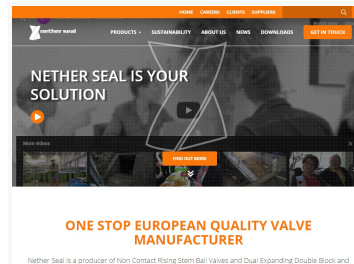 HOME CAREERS CLIENTS SUPPLIERS
nether seal
PRODUCTS SUSTAINABILITY ABOUT US NEWS DOWNLOADS GET IN TOUCH
NETHER SEAL IS YOUR
SOLUTION
More videos
FIND OUT MORE
ONE STOP EUROPEAN QUALITY VALVE
MANUFACTURER
Nether Seal is a producer of Non Contact Rising Stem Ball Valves and Dual Expanding Double Block and